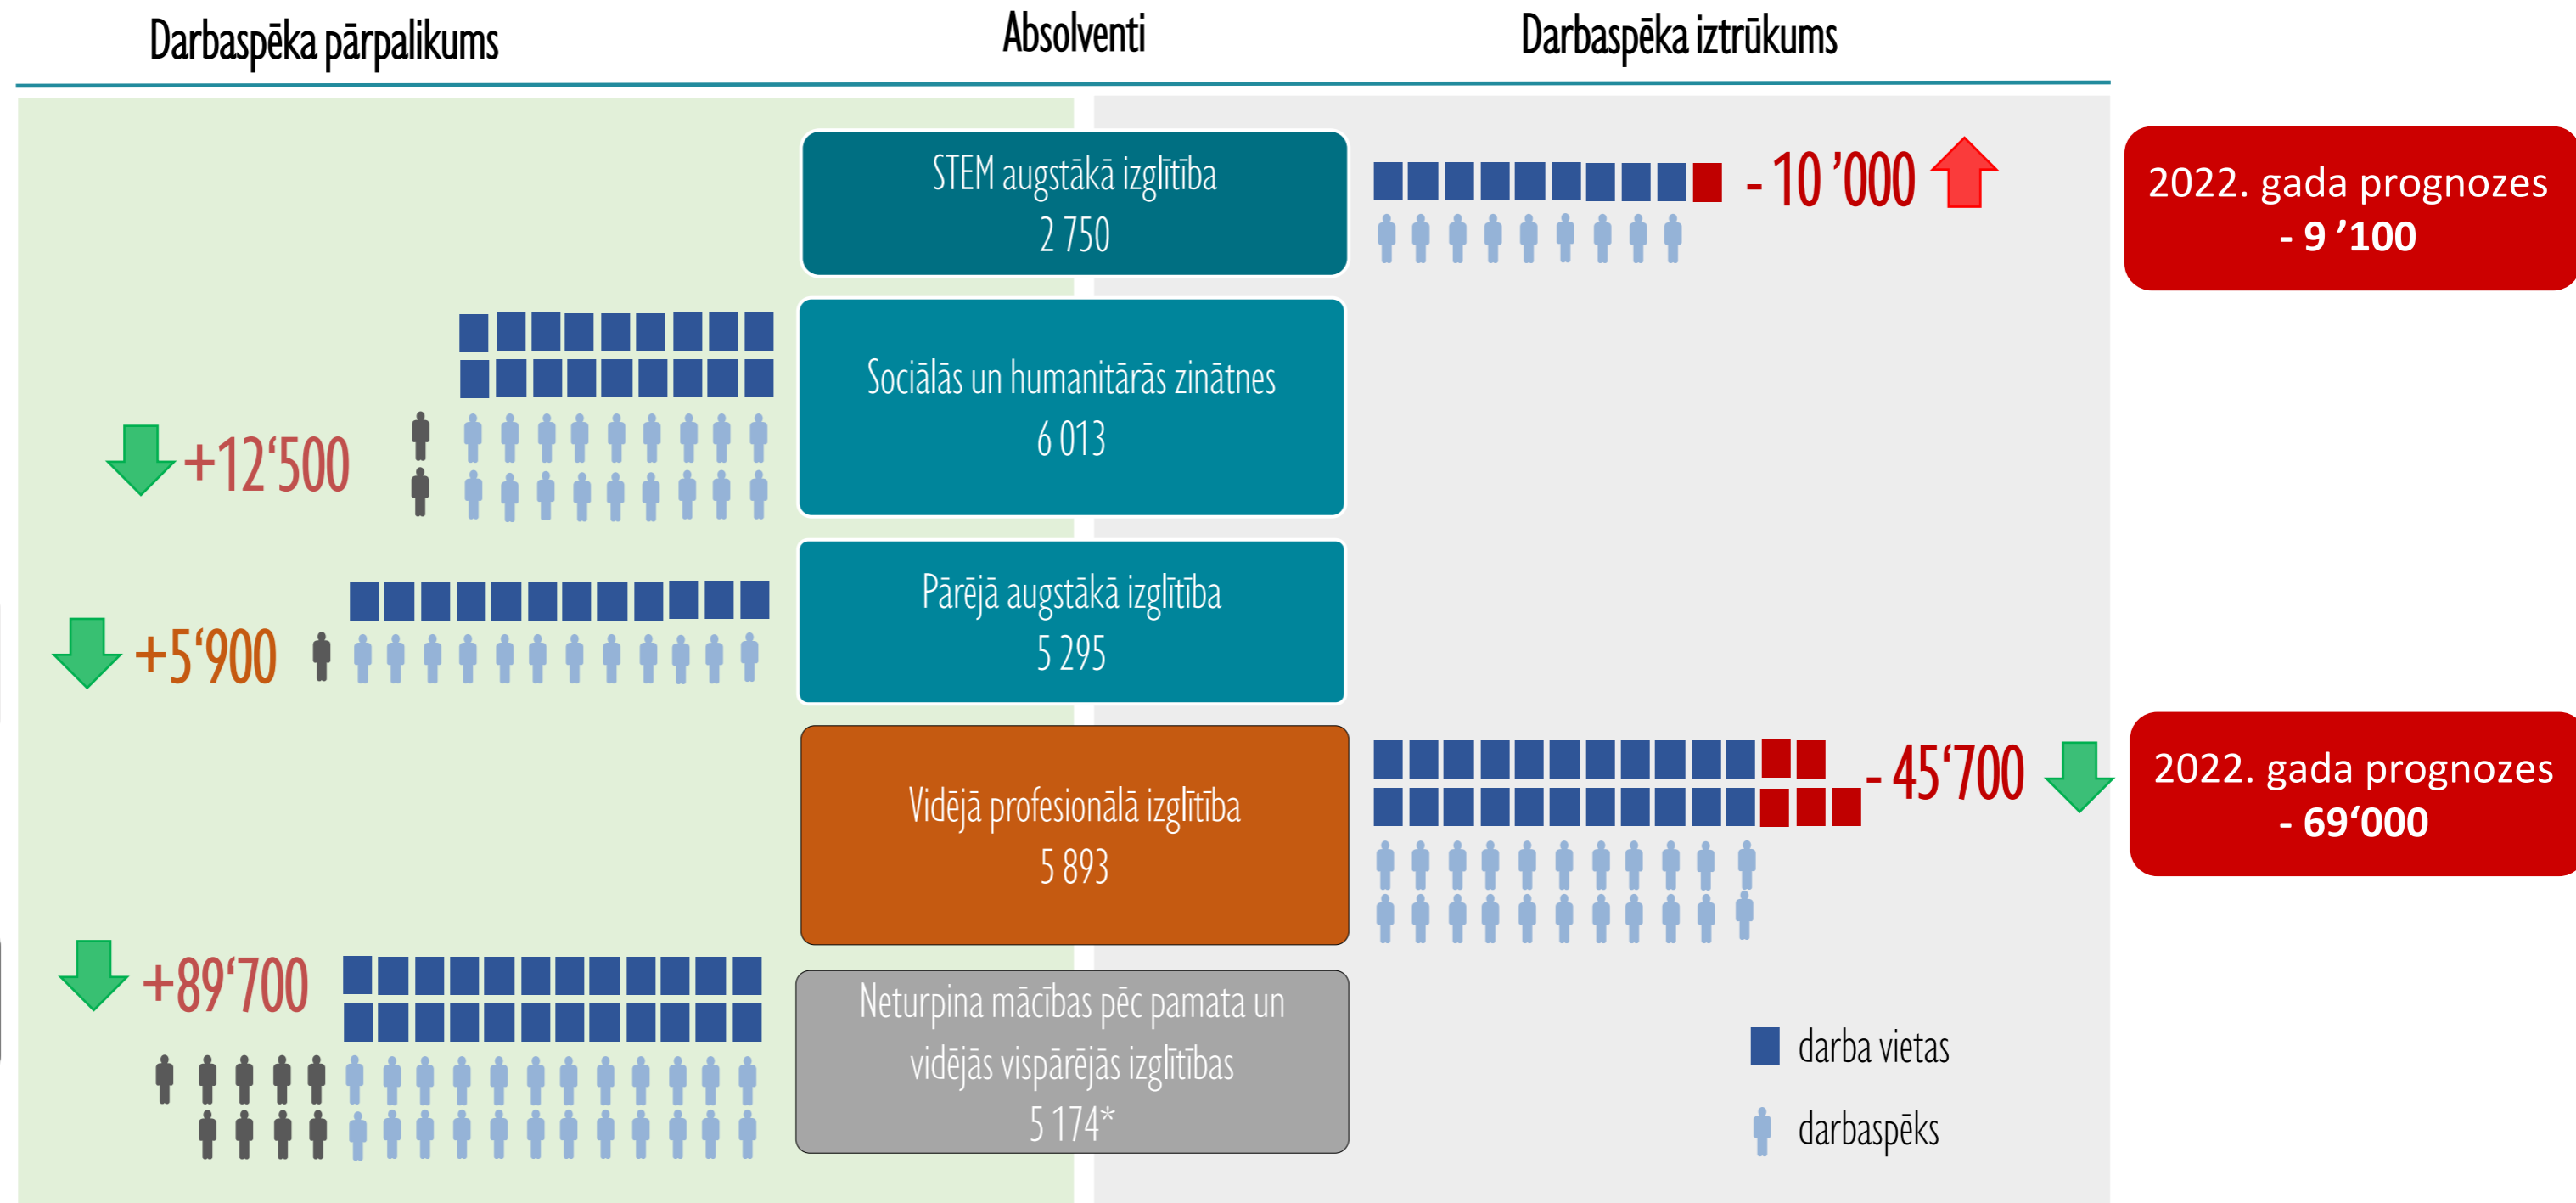 Darbaspēka pārpalikums
Absolventi
Darbaspēka iztrūkums
STEM augstākā izglītība
2 750
- 10 ’000
2022. gada prognozes
- 9 ’100
Sociālās un humanitārās zinātnes
6 013
+12‘500
Pārējā augstākā izglītība
5 295
+5‘900
Vidējā profesionālā izglītība
5 893
- 45‘700
2022. gada prognozes
- 69‘000
+89‘700
Neturpina mācības pēc pamata un
vidējās vispārējās izglītības
5 174*
darba vietas
darbaspēks